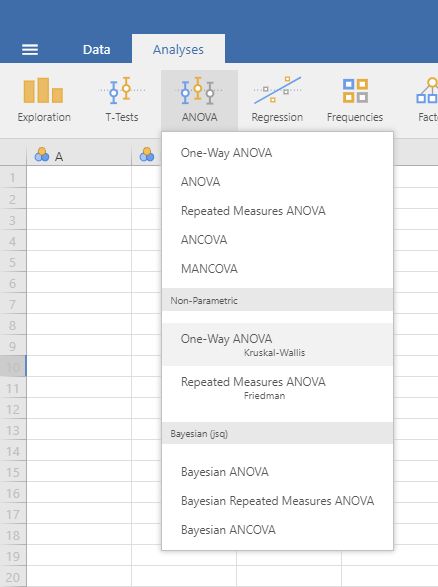 Data Analyses
Exploration T-Tests ANOVA Regression Frequencies Fact
A
One-Way ANOVA
ANOVA
Repeated Measures ANOVA
ANCOVA
MANCOVA
Non-Parametric
One-Way ANOVA
Kruskal-Wallis
Repeated Measures ANOVA
Friedman
Bayesian (jsq)
Bayesian ANOVA
Bayesian Repeated Measures ANOVA
Bayesian ANCOVA
1
2
3
4
5
6
7
8
9
10
11
12
13
14
15
16
17
18
19
20